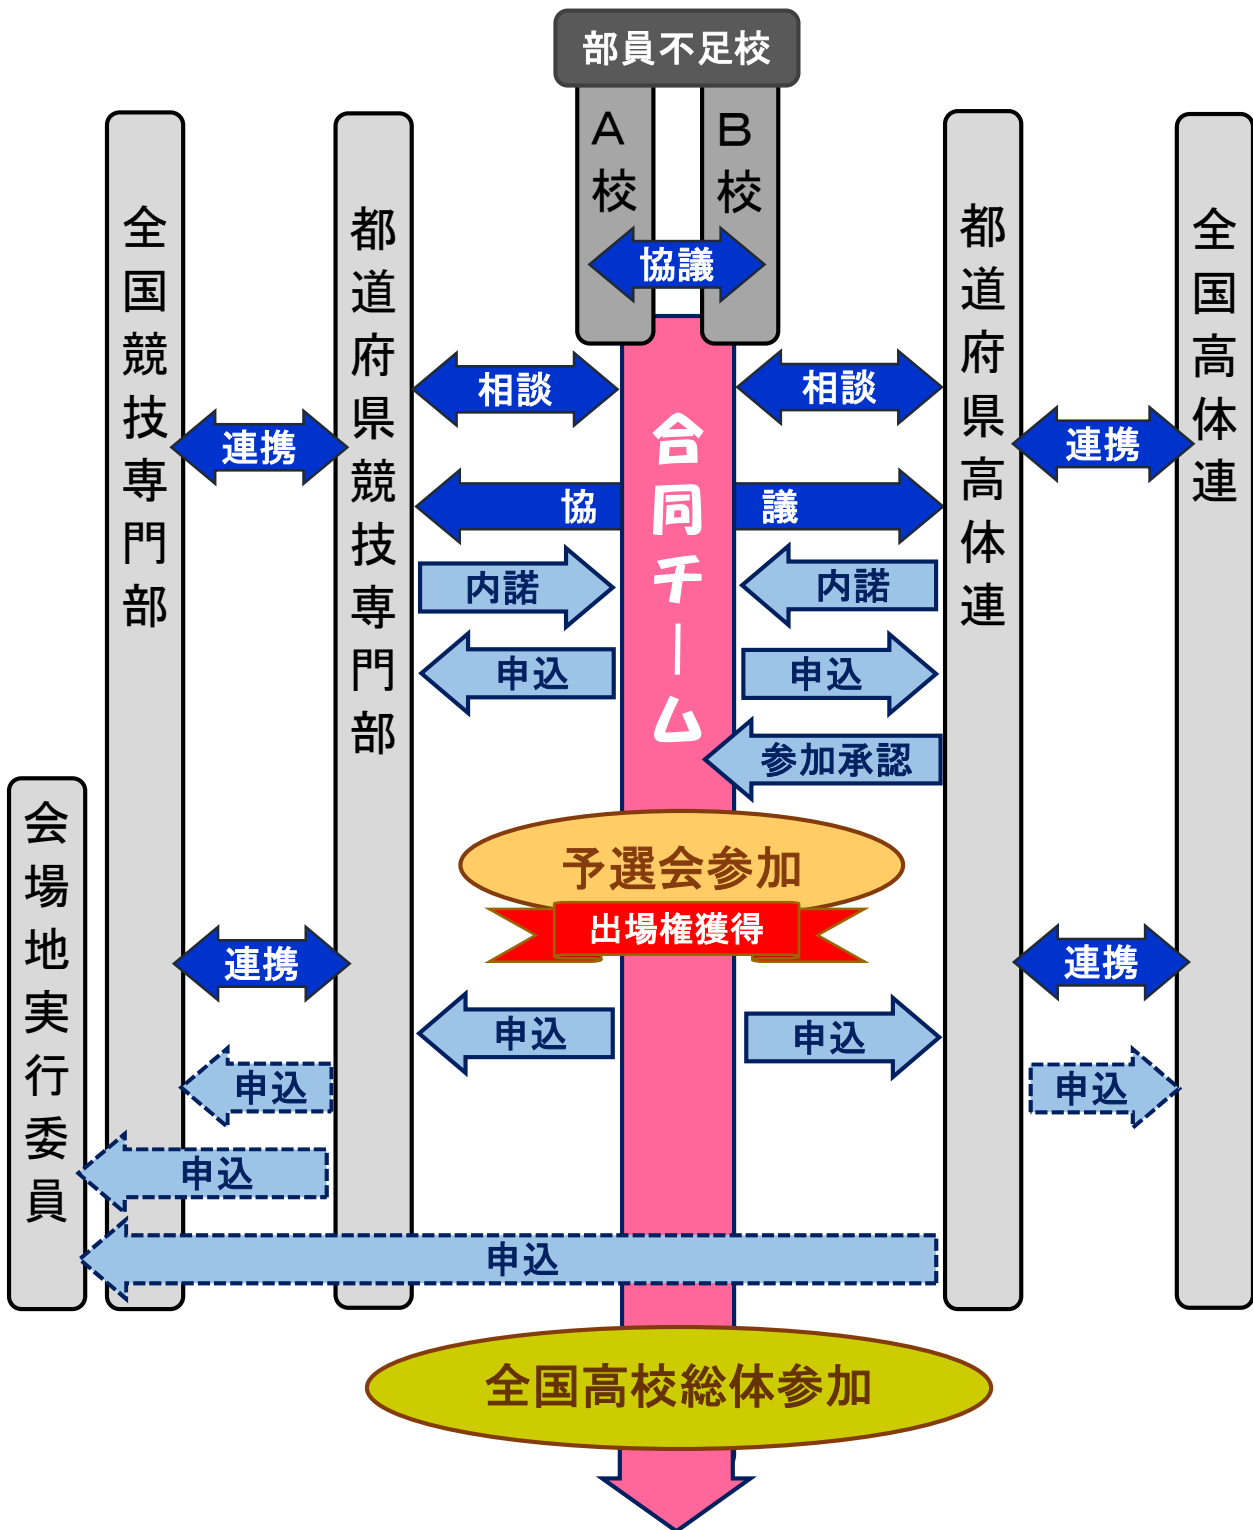 部員不足校
A校
B校
協議
全国競技専門部
都道府県競技専門部
都道府県高体連
全国高体連
相談
相談
連携
連携
合同チーム
協議
内諾
内諾
申込
申込
参加承認
会場地実行委員
予選会参加
出場権獲得
連携
連携
申込
申込
申込
申込
申込
申込
全国高校総体参加